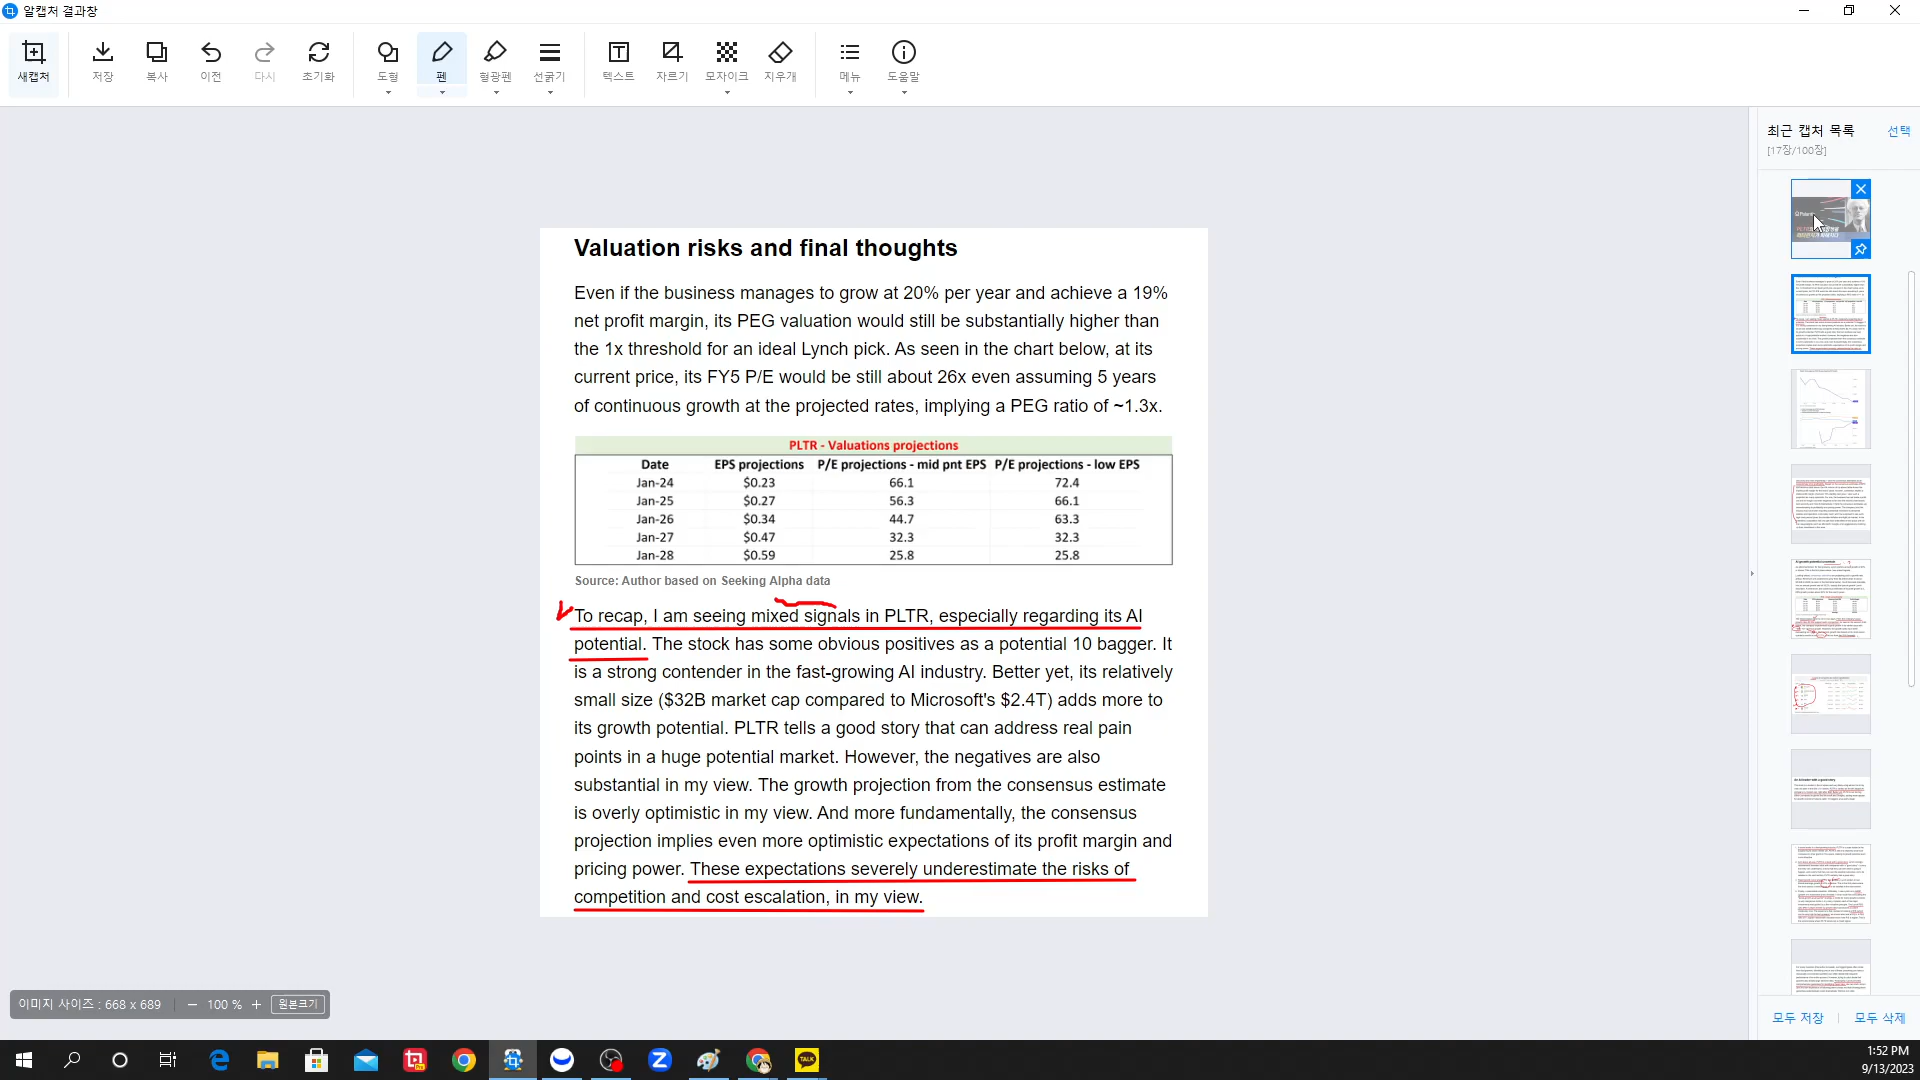 알캡처 결과창
새캡처
저장
복사
이전
다시
초기화
도형
펜
형광펜
선굵기
텍스트
자르기
모자이크
지우개
메뉴
도움말
최근 캡처 목록
선택
[17장/100장]
Valuation risks and final thoughts
Even if the business manages to grow at 20% per year and achieve a 19%
net profit margin, its PEG valuation would still be substantially higher than
the 1x threshold for an ideal Lynch pick. As seen in the chart below, at its
current price, its FY5 P/E would be still about 26x even assuming 5 years
of continuous growth at the projected rates, implying a PEG ratio of ~1.3x.
PLTR - Valuations projections
Date EPS projections P/E projections - mid pnt EPS P/E projections - low EPS
Jan-24 $0.23 66.1 72.4
Jan-25 $0.27 56.3 66.1
Jan-26 $0.34 44.7 63.3
Jan-27 $0.47 32.3 32.3
Jan-28 $0.59 25.8 25.8
Source: Author based on Seeking Alpha data
To recap, I am seeing mixed signals in PLTR, especially regarding its AI
potential. The stock has some obvious positives as a potential 10 bagger. It
is a strong contender in the fast-growing AI industry. Better yet, its relatively
small size ($32B market cap compared to Microsoft's $2.4T) adds more to
its growth potential. PLTR tells a good story that can address real pain
points in a huge potential market. However, the negatives are also
substantial in my view. The growth projection from the consensus estimate
is overly optimistic in my view. And more fundamentally, the consensus
projection implies even more optimistic expectations of its profit margin and
pricing power. These expectations severely underestimate the risks of
competition and cost escalation, in my view.
이미지 사이즈 : 668 x 689
100 %
원본크기
모두 저장
모두 삭제
TALK
1:52 PM
9/13/2023